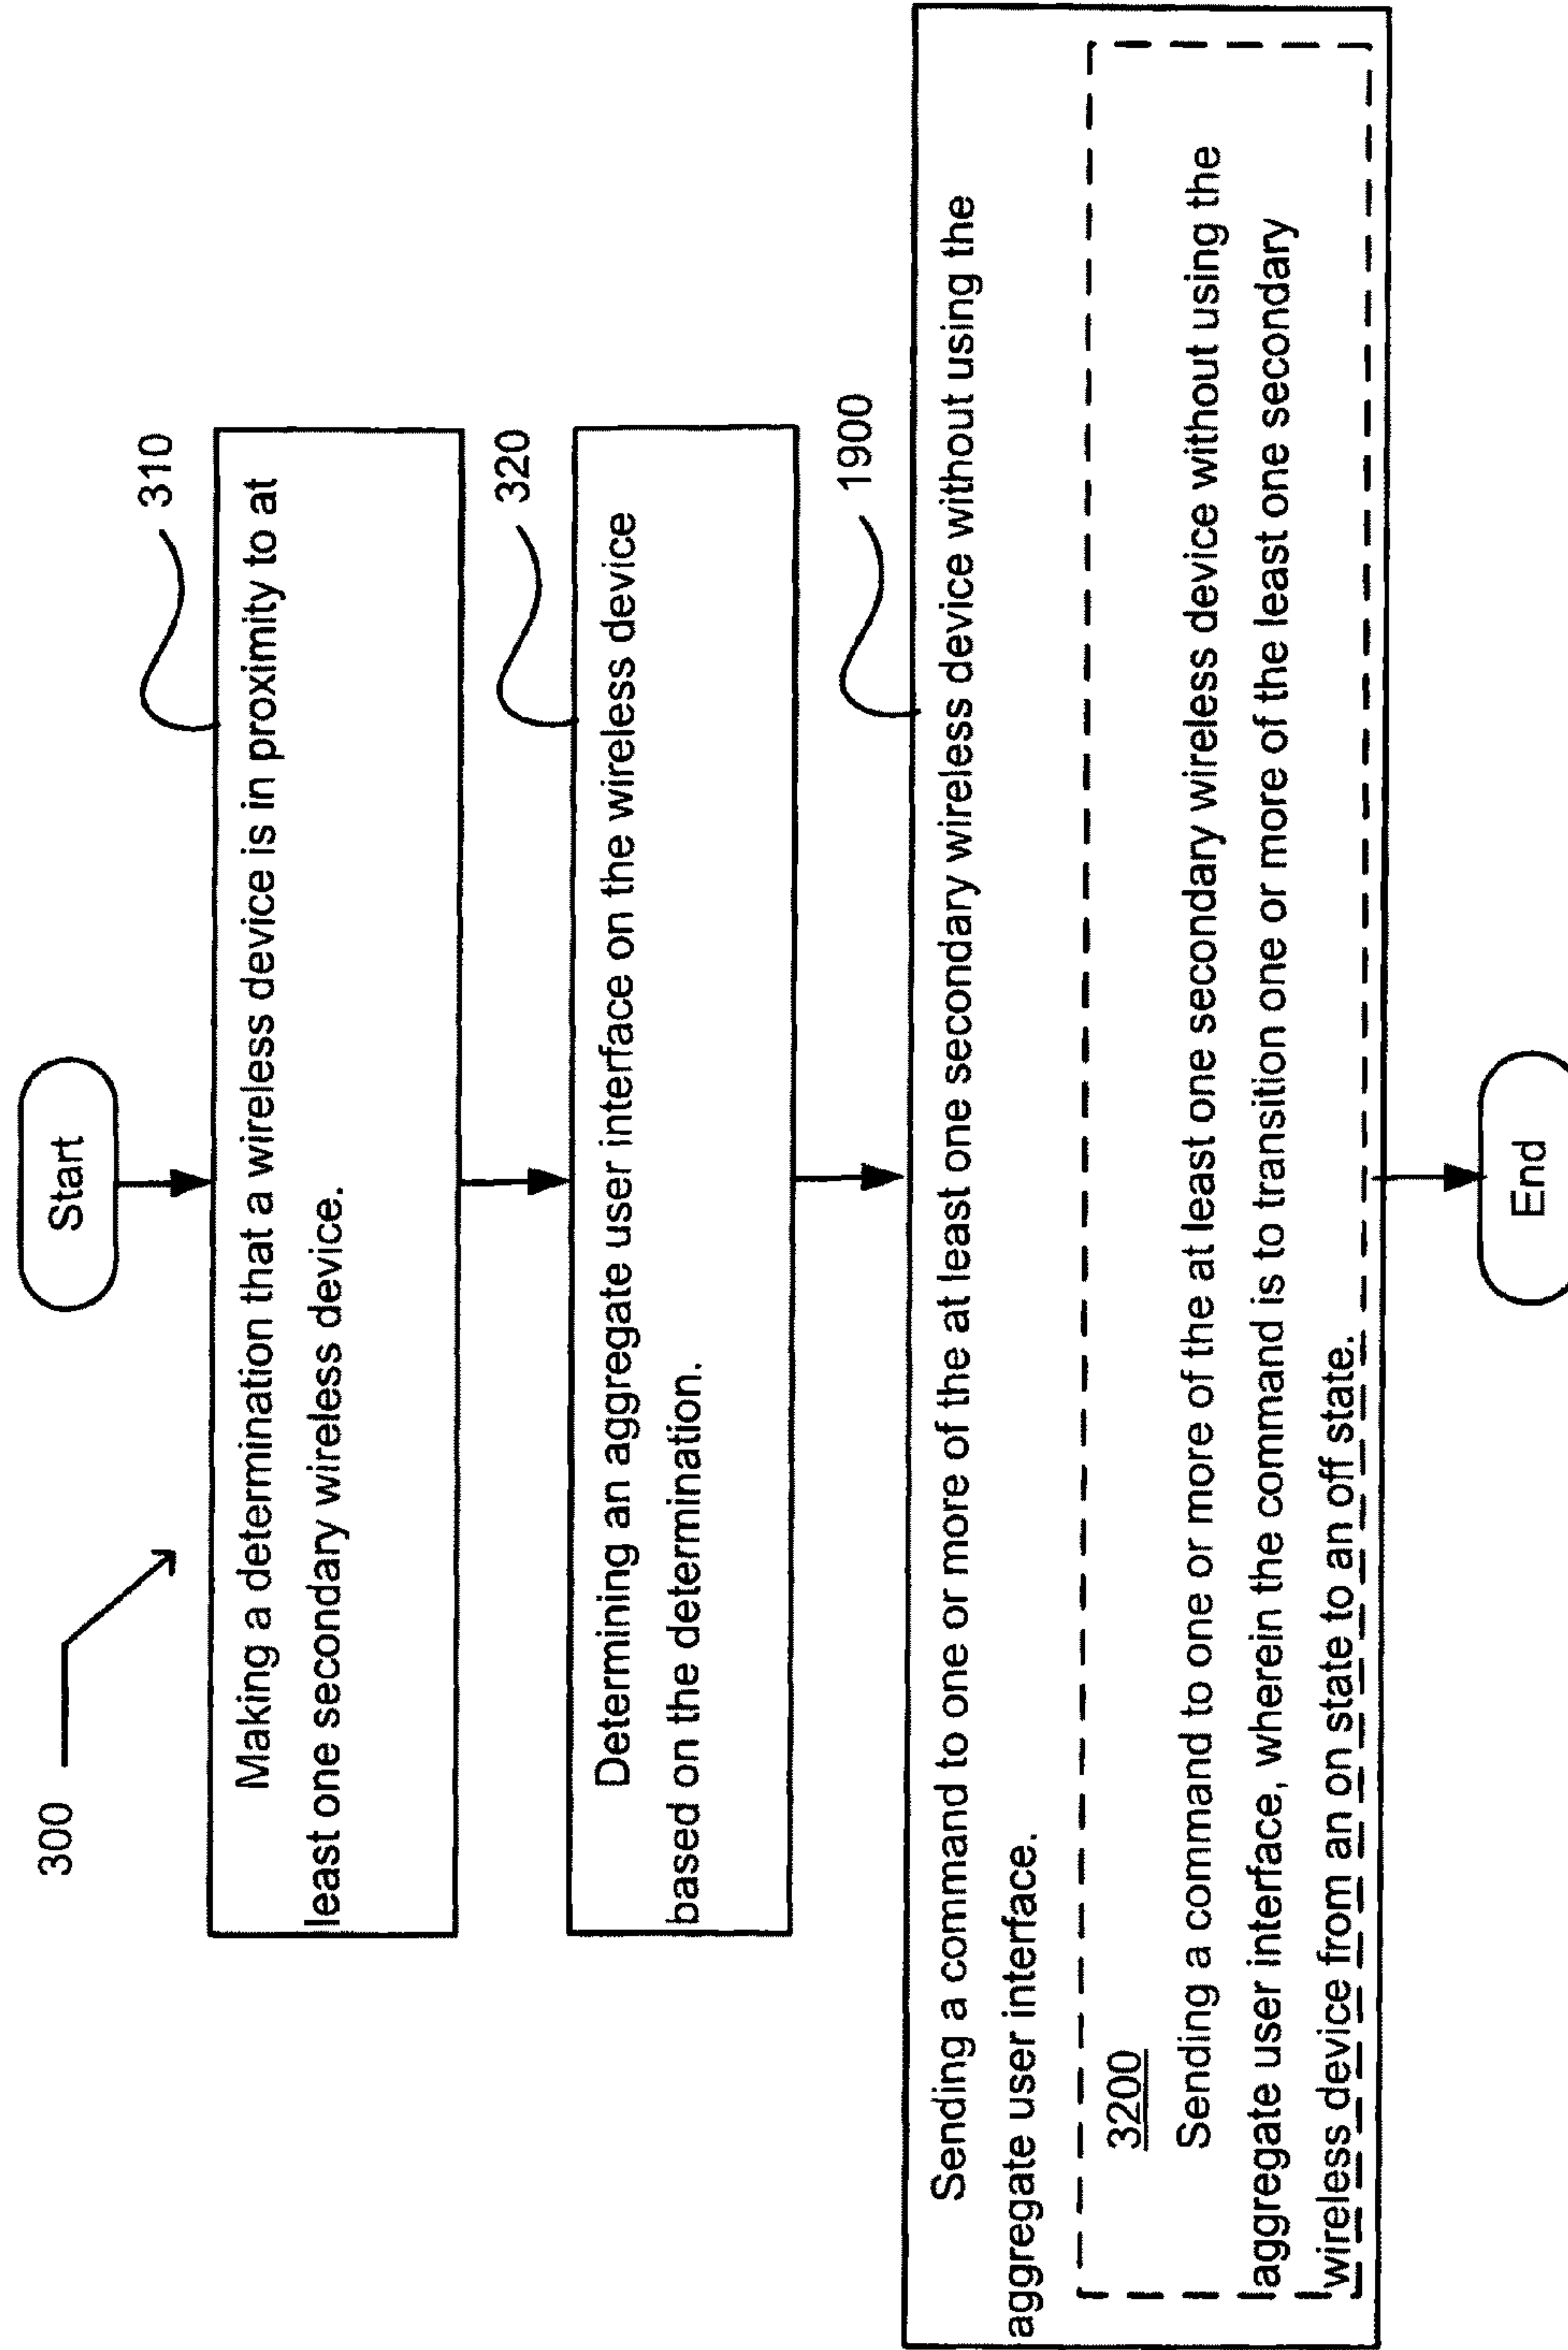 300
Start
310
Making a determination that a wireless device is in proximity to at
least one secondary wireless device.
320
Determining an aggregate user interface on the wireless device
based on the determination.
1900
Sending a command to one or more of the at least one secondary wireless device without using the
aggregate user interface.
3200
Sending a command to one or more of the at least one secondary wireless device without using the
aggregate user interface, wherein the command is to transition one or more of the least one secondary
wireless device from an on state to an off state.
End